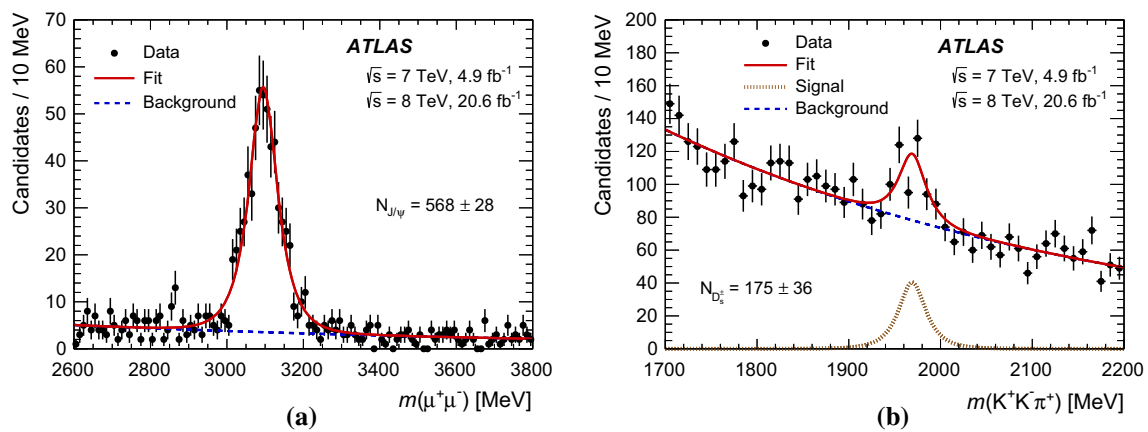 Candidates / 10 MeV
70
60
50
40
30
20
10
0
2600 2800 3000 3200 3400 3600 3800
m(μ⁺μ⁻) [MeV]
Data
Fit
Background
ATLAS
√s = 7 TeV, 4.9 fb⁻¹
√s = 8 TeV, 20.6 fb⁻¹
N_J/ψ = 568 ± 28
(a)
Candidates / 10 MeV
200
180
160
140
120
100
80
60
40
20
0
1700 1800 1900 2000 2100 2200
m(K⁺K⁻π⁺) [MeV]
Data
Fit
Signal
Background
ATLAS
√s = 7 TeV, 4.9 fb⁻¹
√s = 8 TeV, 20.6 fb⁻¹
N_Dₛ± = 175 ± 36
(b)